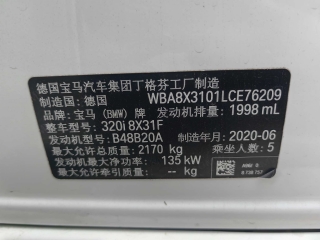 德国宝马汽车集团丁格芬工厂制造
制造国：德国 WBA8X3101LCE76209
品牌：宝马 (BMW) 牌 发动机排量：1998 mL
整车型号：320i 8X31F
发动机型号：B48B20A 制造年月：2020-06
最大允许总质量：2170 kg 乘坐人数：5
发动机最大净功率：135 kW
最大允许牵引质量：-- kg